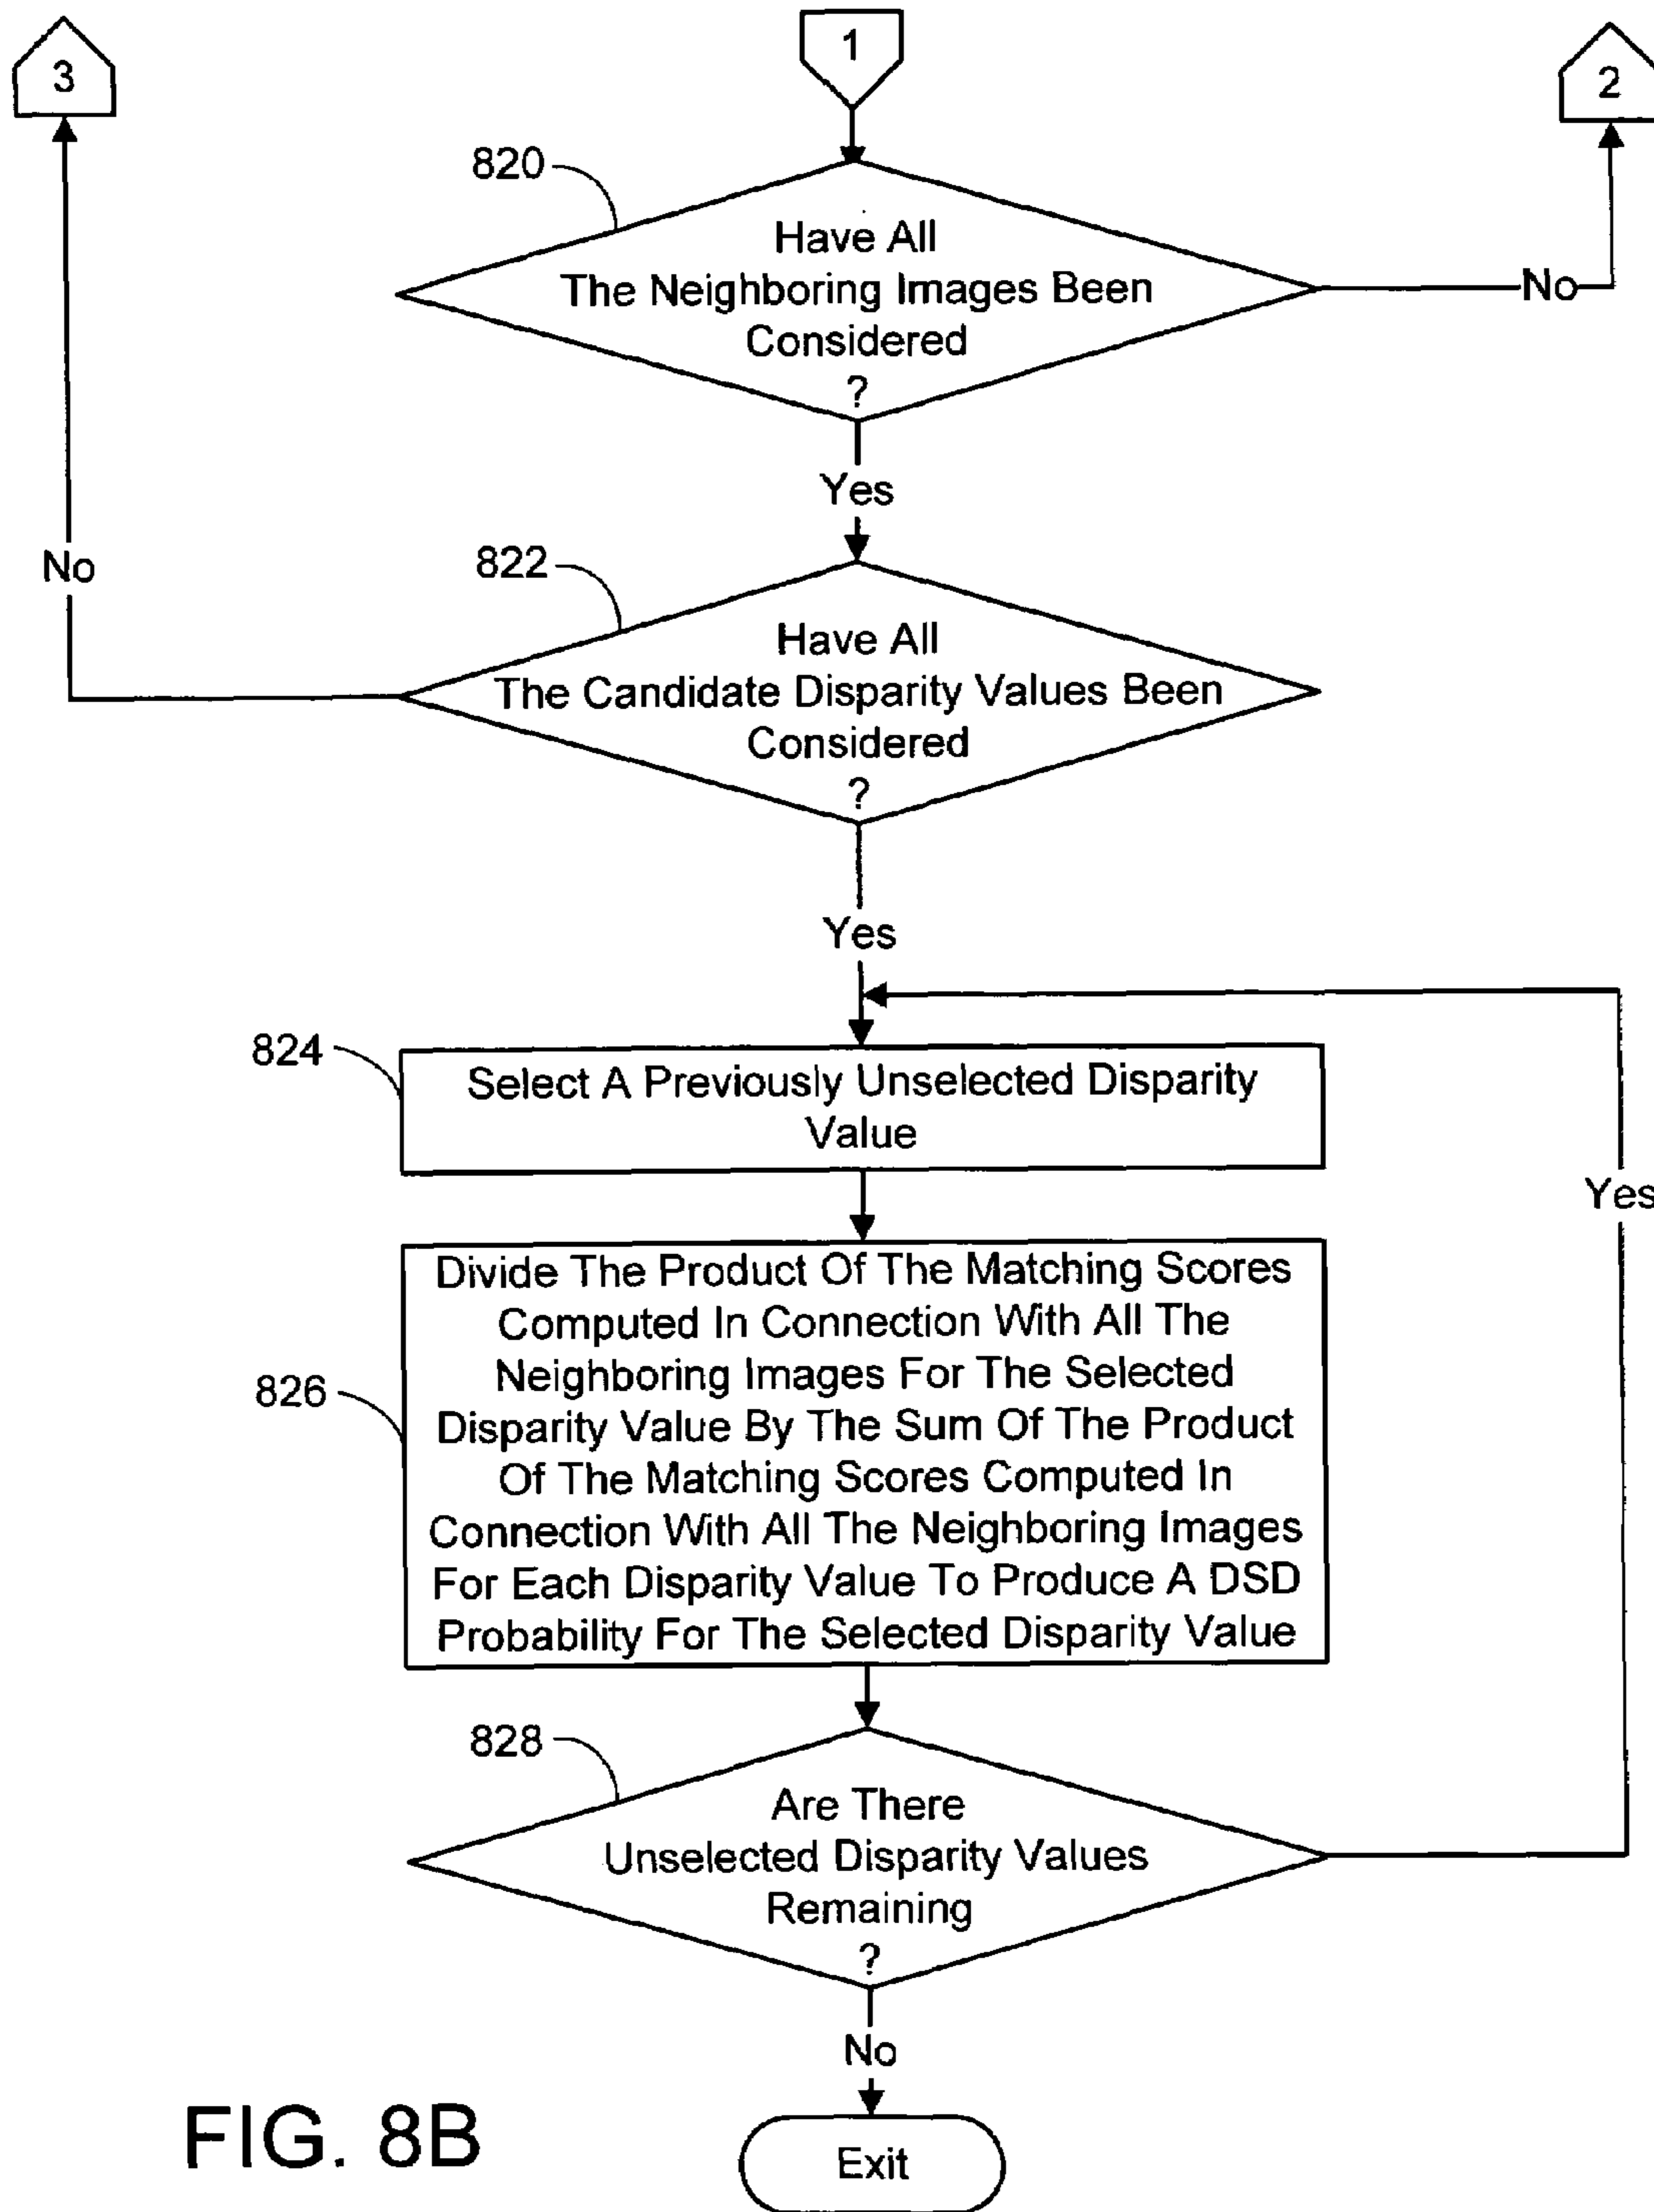 3
1
2
820
Have All
The Neighboring Images Been
Considered
?
No
Yes
822
No
Have All
The Candidate Disparity Values Been
Considered
?
Yes
824
Select A Previously Unselected Disparity
Value
Yes
826
Divide The Product Of The Matching Scores
Computed In Connection With All The
Neighboring Images For The Selected
Disparity Value By The Sum Of The Product
Of The Matching Scores Computed In
Connection With All The Neighboring Images
For Each Disparity Value To Produce A DSD
Probability For The Selected Disparity Value
828
Are There
Unselected Disparity Values
Remaining
?
No
Exit
FIG. 8B